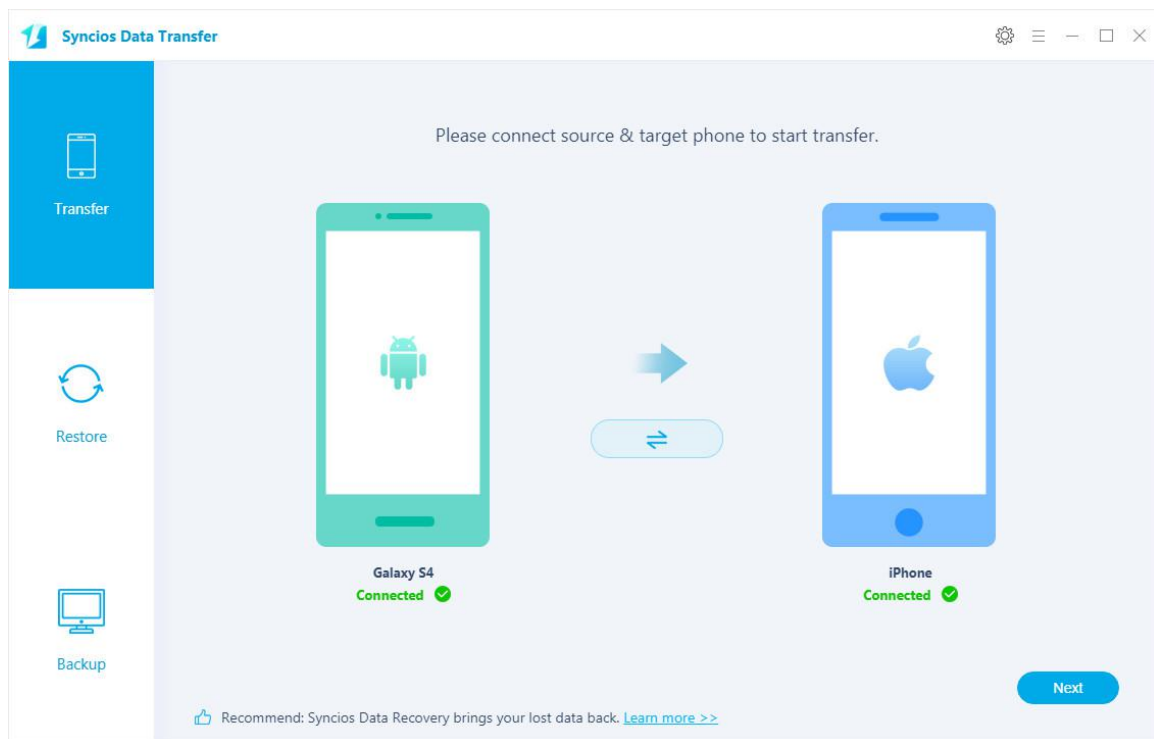 Syncios Data Transfer
Transfer
Restore
Backup
Please connect source & target phone to start transfer.
Galaxy S4
Connected
iPhone
Connected
Next
Recommend: Syncios Data Recovery brings your lost data back. Learn more >>